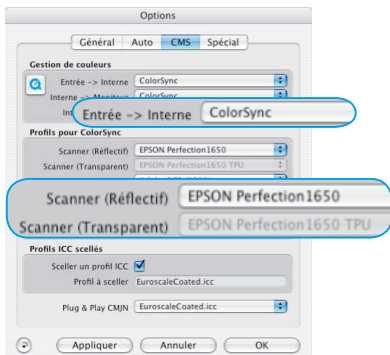 Options
Général Auto CMS Spécial
Gestion de couleurs
Entrée -> Interne ColorSync
Interne -> Moniteur ColorSync
Entrée -> Interne ColorSync
Profils pour ColorSync
Scanner (Réflectif) EPSON Perfection1650
Scanner (Transparent) EPSON Perfection1650 TPU
Scanner (Réflectif) EPSON Perfection1650
Scanner (Transparent) EPSON Perfection1650 TPU
Profils ICC scellés
Sceller un profil ICC
Profil à sceller EuroscaleCoated.icc
Plug & Play CMJN EuroscaleCoated.icc
Appliquer Annuler OK